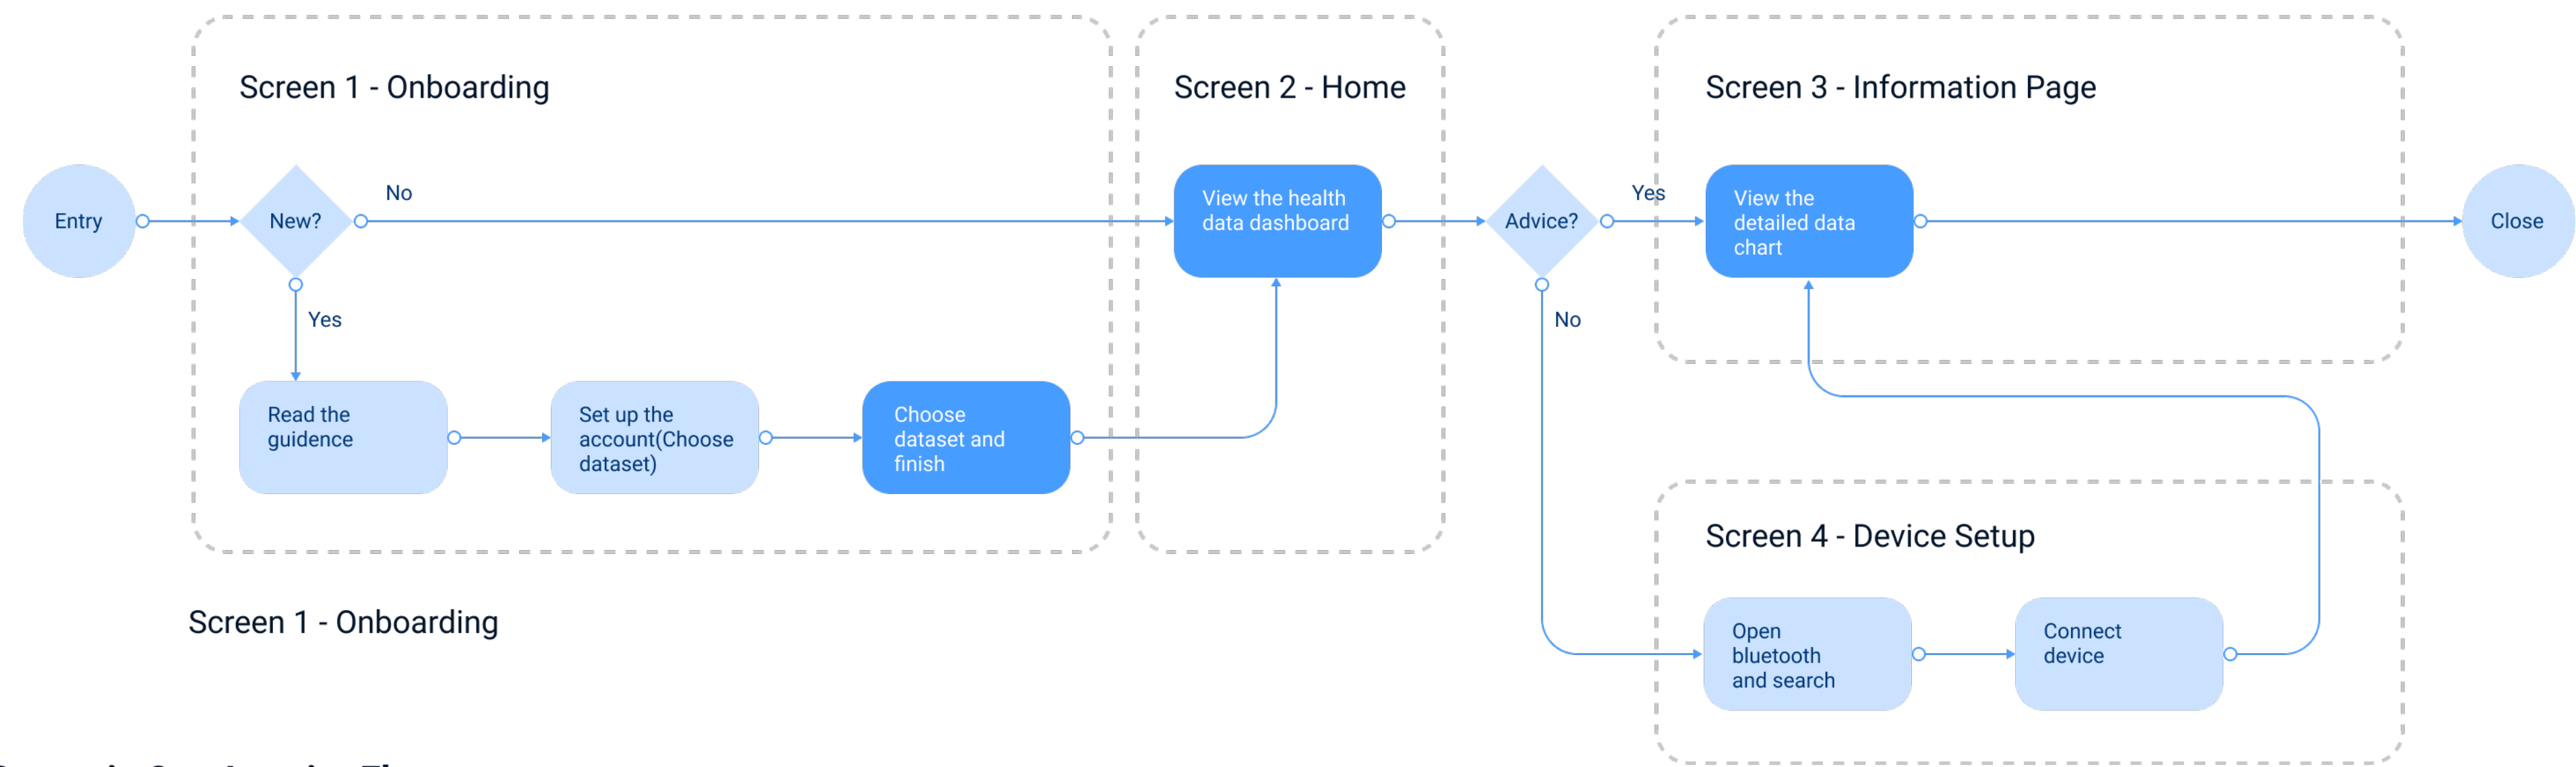 Screen 1 - Onboarding
Screen 2 - Home
Screen 3 - Information Page
Entry
New?
No
Yes
View the health
data dashboard
Advice?
Yes
No
View the
detailed data
chart
Close
Read the
guidence
Set up the
account(Choose
dataset)
Choose
dataset and
finish
Screen 4 - Device Setup
Open
bluetooth
and search
Connect
device
Screen 1 - Onboarding